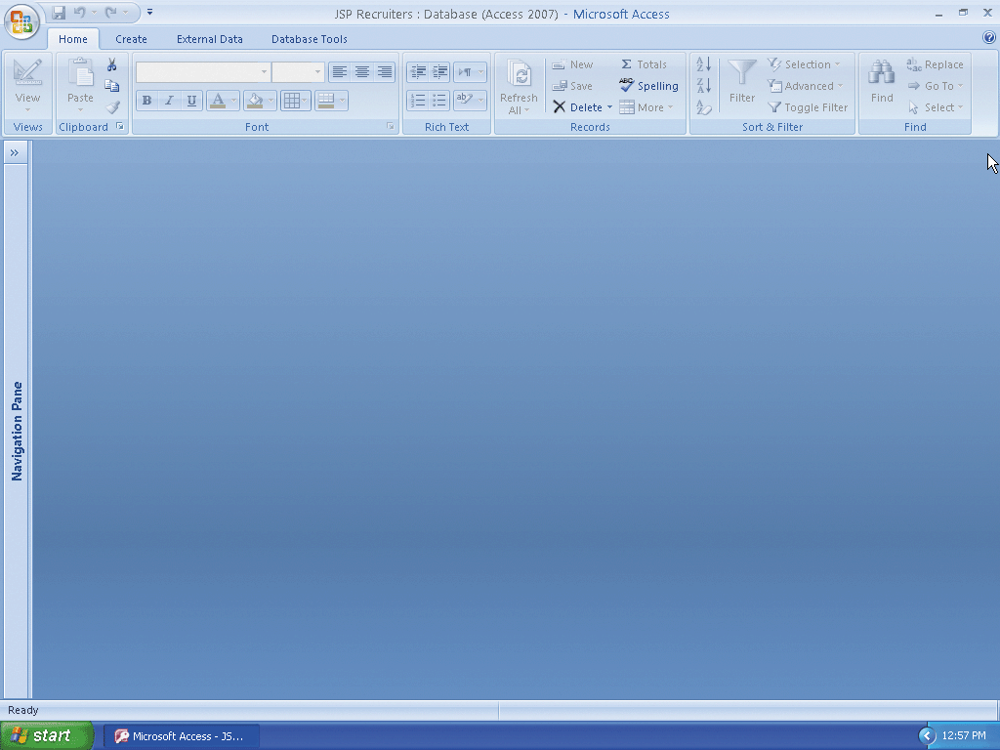 JSP Recruiters : Database (Access 2007) - Microsoft Access
Home Create External Data Database Tools
View
Paste
B I U A
ab
Refresh
All
New
Save
Delete
Σ Totals
ABC Spelling
More
A Z
Z A
Filter
Selection
Advanced
Toggle Filter
Find
Replace
Go To
Select
Views Clipboard Font Rich Text Records Sort & Filter Find
»
Navigation Pane
Ready
start
Microsoft Access - JS...
12:57 PM